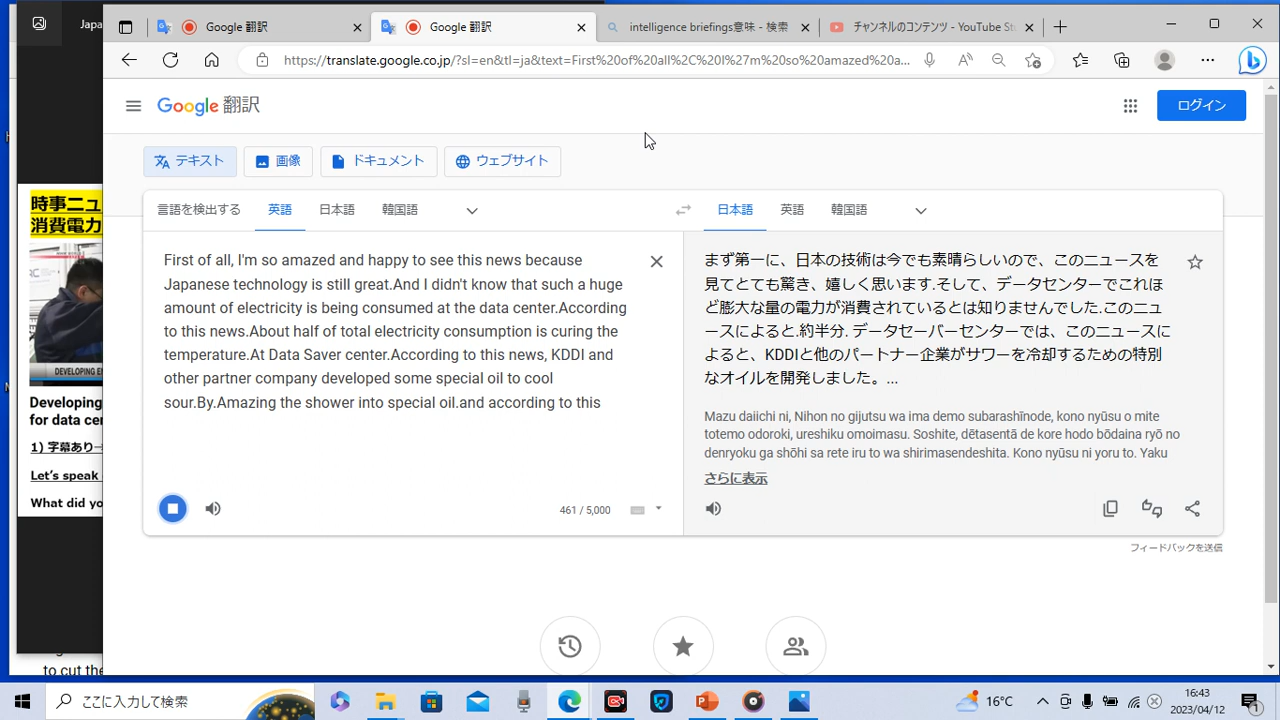 Japa
Google 翻訳
Google 翻訳
intelligence briefings意味 - 検索
チャンネルのコンテンツ - YouTube St
https://translate.google.co.jp/?sl=en&tl=ja&text=First%20of%20all%2C%20I%27m%20so%20amazed%20a...
Google 翻訳
ログイン
テキスト
画像
ドキュメント
ウェブサイト
言語を検出する
英語
日本語
韓国語
日本語
英語
韓国語
First of all, I'm so amazed and happy to see this news because
Japanese technology is still great.And I didn't know that such a huge
amount of electricity is being consumed at the data center.According
to this news.About half of total electricity consumption is curing the
temperature.At Data Saver center.According to this news, KDDI and
other partner company developed some special oil to cool
sour.By.Amazing the shower into special oil.and according to this
461 / 5,000
まず第一に、日本の技術は今でも素晴らしいので、このニュースを
見てとても驚き、嬉しく思います.そして、データセンターでこれほ
ど膨大な量の電力が消費されているとは知りませんでした.このニュ
ースによると.約半分. データセーバーセンターでは、このニュースに
よると、KDDIと他のパートナー企業がサワーを冷却するための特別
なオイルを開発しました。...
Mazu daiichi ni, Nihon no gijutsu wa ima demo subarashīnode, kono nyūsu o mite
totemo odoroki, ureshiku omoimasu. Soshite, dētasentā de kore hodo bōdaina ryō no
denryoku ga shōhi sa rete iru to wa shirimasendeshita. Kono nyūsu ni yoru to. Yaku
さらに表示
フィードバックを送信
時事ニュ
消費電力
DEVELOPING E
Developing
for data ce
1) 字幕あり
Let's speak
What did yo
to cut the
ここに入力して検索
16°C
16:43
2023/04/12